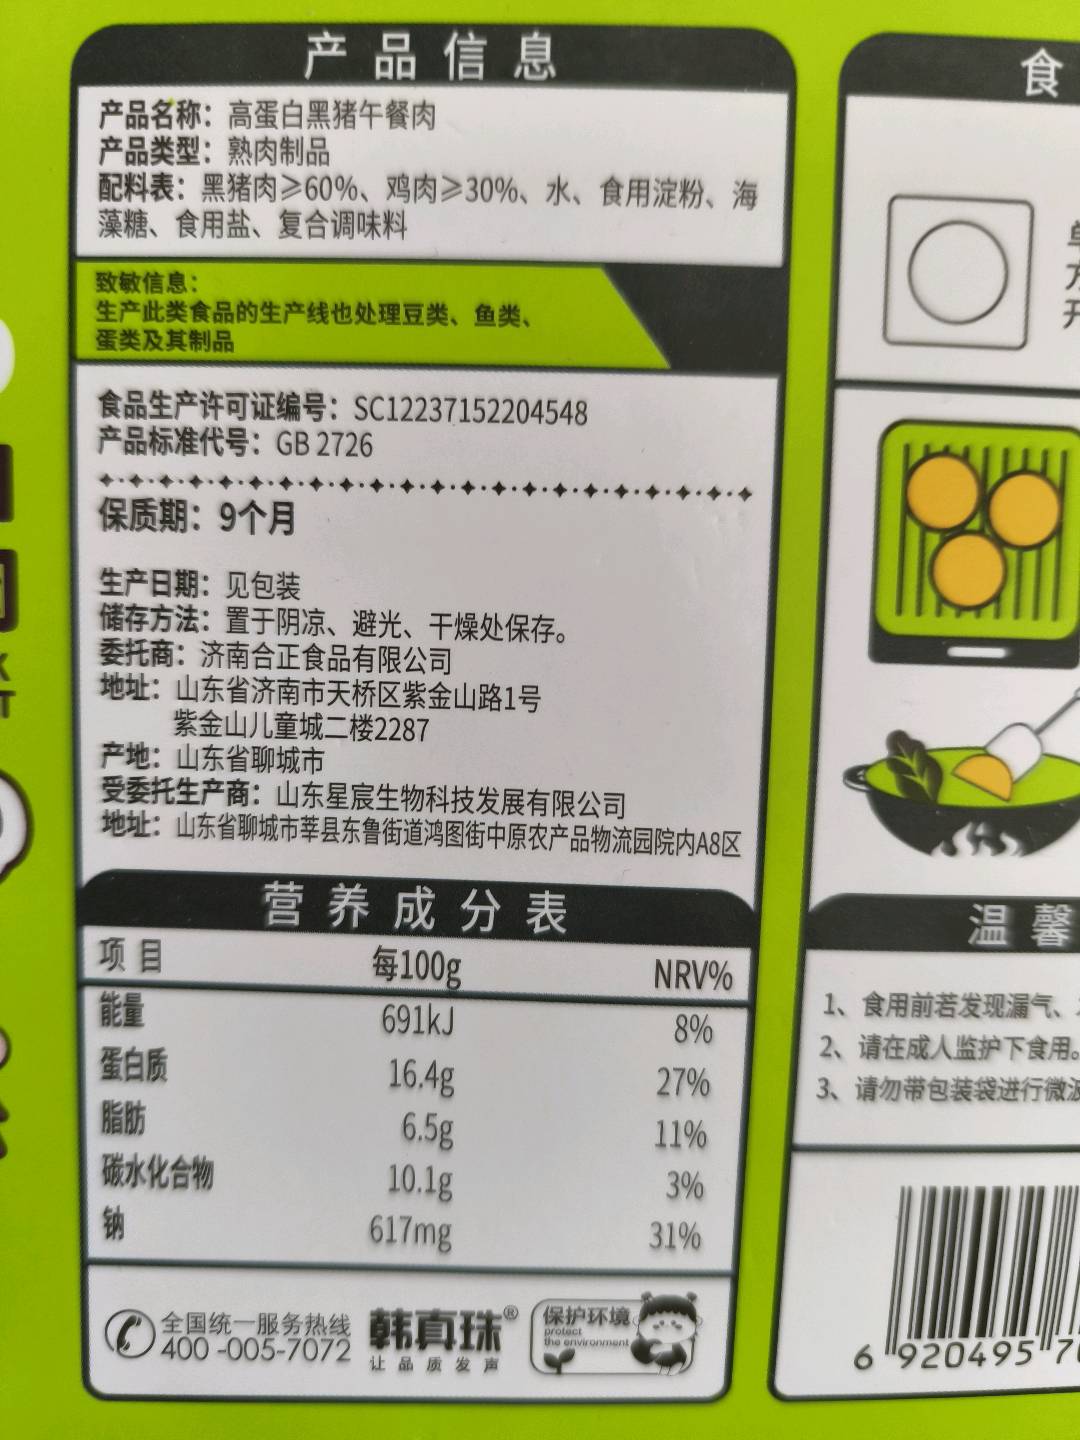 产品信息
产品名称：高蛋白黑猪午餐肉
产品类型：熟肉制品
配料表：黑猪肉≥60%、鸡肉≥30%、水、食用淀粉、海
藻糖、食用盐、复合调味料
致敏信息：
生产此类食品的生产线也处理豆类、鱼类、
蛋类及其制品
食品生产许可证编号：SC12237152204548
产品标准代号：GB 2726
保质期：9个月
生产日期：见包装
储存方法：置于阴凉、避光、干燥处保存。
委托商：济南合正食品有限公司
地址：山东省济南市天桥区紫金山路1号
紫金山儿童城二楼2287
产地：山东省聊城市
受委托生产商：山东星宸生物科技发展有限公司
地址：山东省聊城市莘县东鲁街道鸿图街中原农产品物流园院内A8区
营养成分表
项目 每100g NRV%
能量 691kJ 8%
蛋白质 16.4g 27%
脂肪 6.5g 11%
碳水化合物 10.1g 3%
钠 617mg 31%
全国统一服务热线
400-005-7072
韩真珠®
让品质发声
保护环境
protect
the environment
食
方
开
温馨
1、食用前若发现漏气、
2、请在成人监护下食用。
3、请勿带包装袋进行微波
6 920495 7